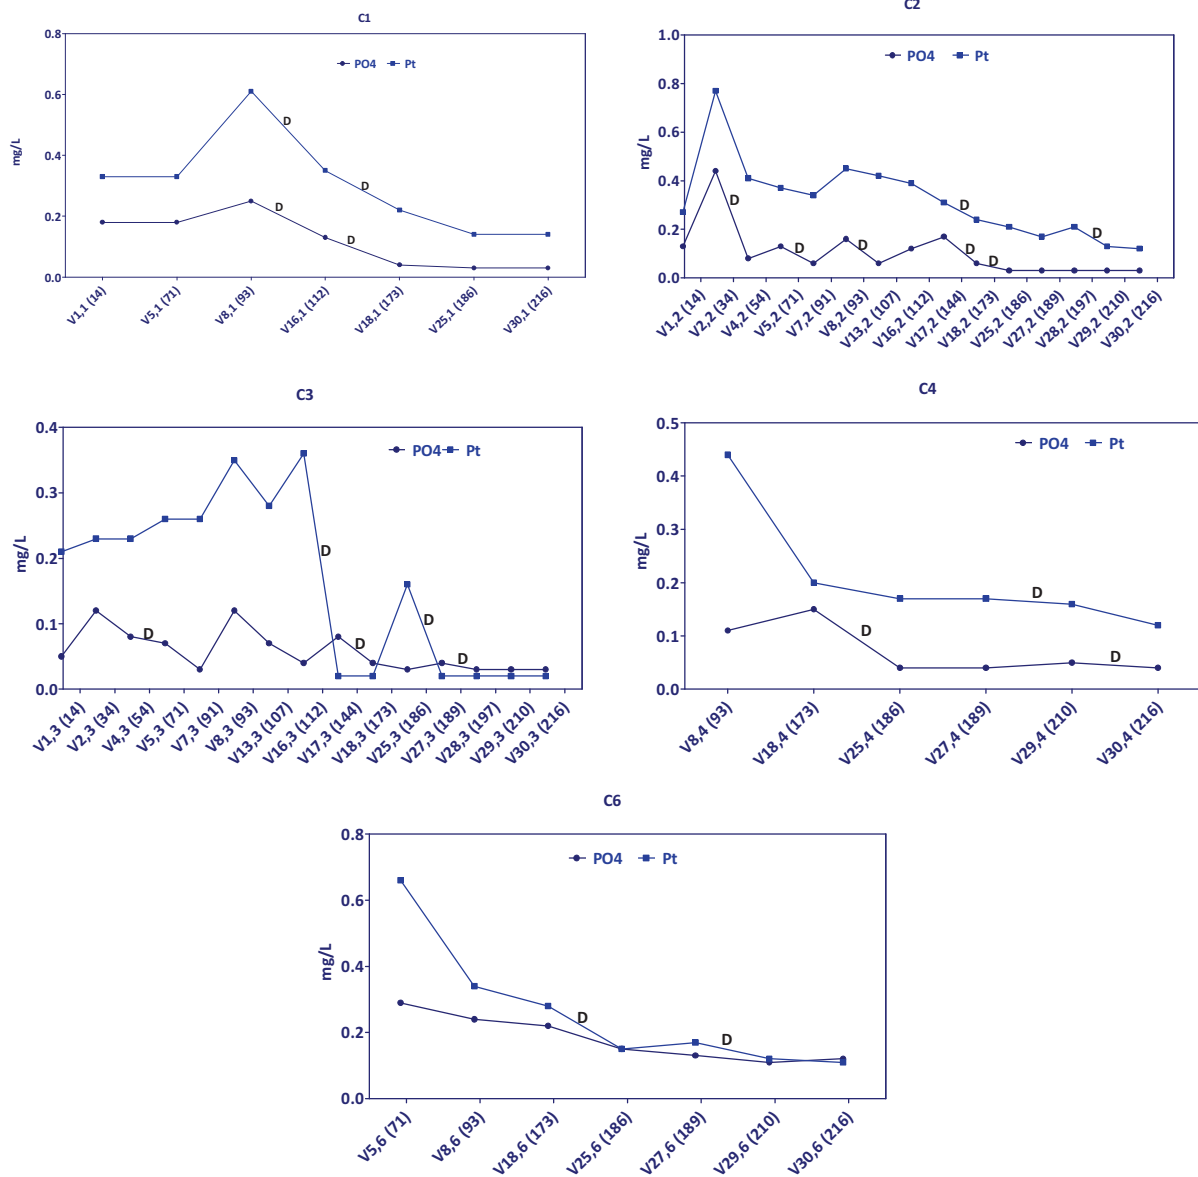 C1
PO4 Pt
mg/L
0.8
0.6
0.4
0.2
0.0
D
D
D
D
V1,1 (14)
V5,1 (71)
V8,1 (93)
V16,1 (112)
V18,1 (173)
V25,1 (186)
V30,1 (216)
C2
PO4 Pt
mg/L
1.0
0.8
0.6
0.4
0.2
0.0
D
D
D
D
D
D
D
V1,2 (14)
V2,2 (34)
V4,2 (54)
V5,2 (71)
V7,2 (91)
V8,2 (93)
V13,2 (107)
V16,2 (112)
V17,2 (144)
V18,2 (173)
V25,2 (186)
V27,2 (189)
V28,2 (197)
V29,2 (210)
V30,2 (216)
C3
PO4 Pt
mg/L
0.4
0.3
0.2
0.1
0.0
D
D
D
D
D
V1,3 (14)
V2,3 (34)
V4,3 (54)
V5,3 (71)
V7,3 (91)
V8,3 (93)
V13,3 (107)
V16,3 (112)
V17,3 (144)
V18,3 (173)
V25,3 (186)
V27,3 (189)
V28,3 (197)
V29,3 (210)
V30,3 (216)
C4
PO4 Pt
mg/L
0.5
0.4
0.3
0.2
0.1
0.0
D
D
D
V8,4 (93)
V18,4 (173)
V25,4 (186)
V27,4 (189)
V29,4 (210)
V30,4 (216)
C6
PO4 Pt
mg/L
0.8
0.6
0.4
0.2
0.0
D
D
V5,6 (71)
V8,6 (93)
V18,6 (173)
V25,6 (186)
V27,6 (189)
V29,6 (210)
V30,6 (216)